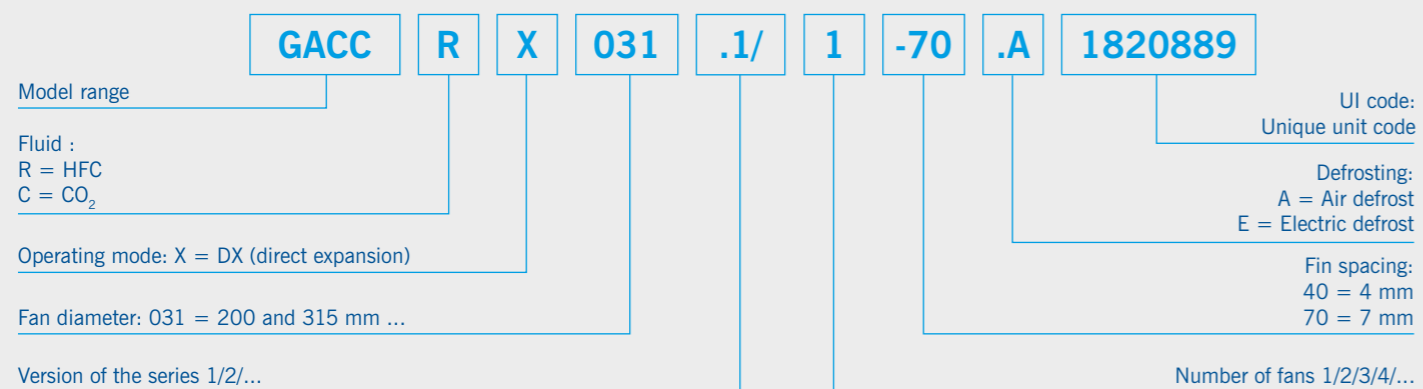 GACC R X 031 .1/ 1 -70 .A 1820889
Model range
Fluid :
R = HFC
C = CO₂
Operating mode: X = DX (direct expansion)
Fan diameter: 031 = 200 and 315 mm ...
Version of the series 1/2/...
UI code:
Unique unit code
Defrosting:
A = Air defrost
E = Electric defrost
Fin spacing:
40 = 4 mm
70 = 7 mm
Number of fans 1/2/3/4/...